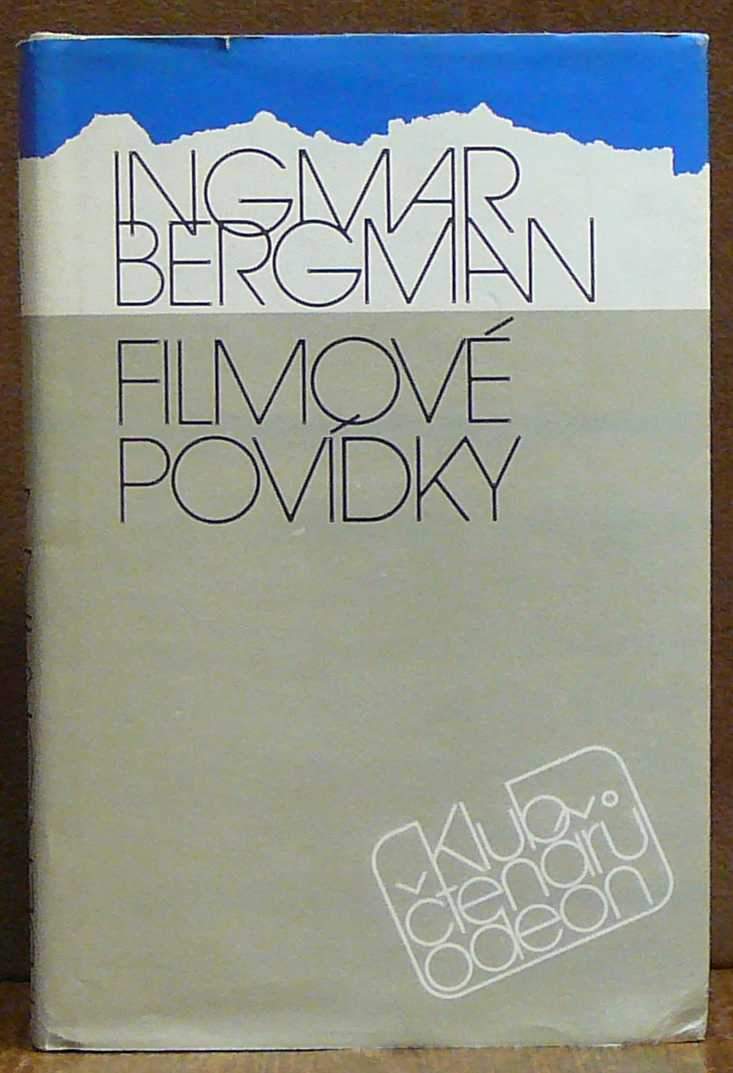 INGMAR
BERGMAN
FILMOVÉ
POVÍDKY
Klub
čtenářů
odeon